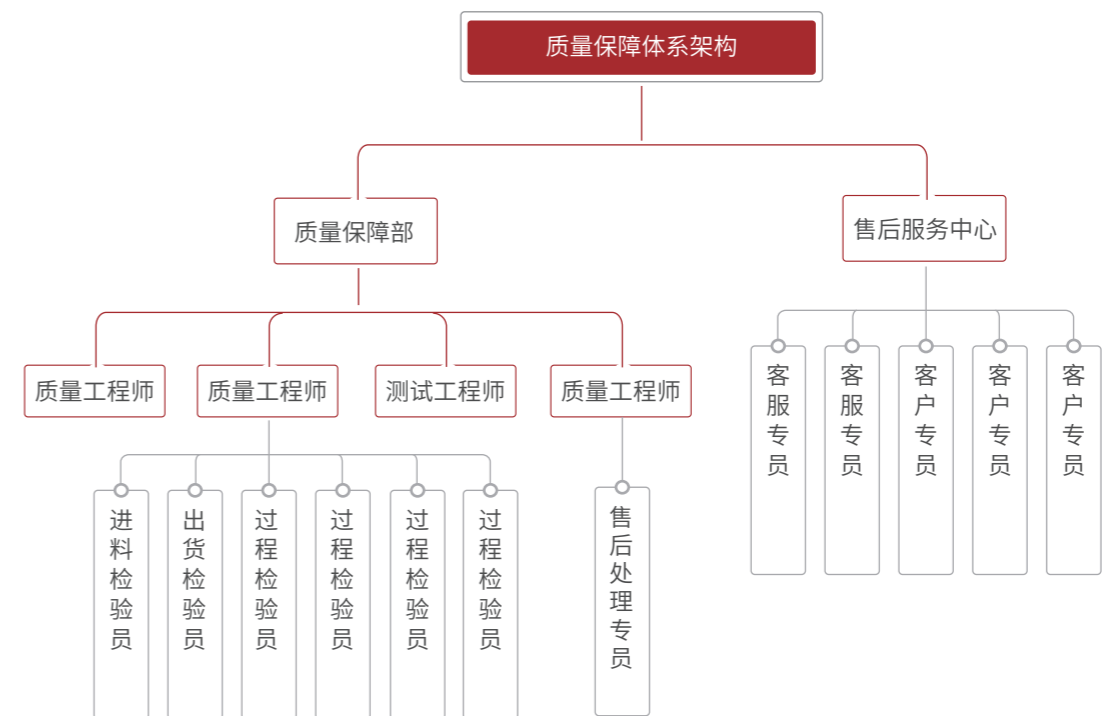 质量保障体系架构
质量保障部
售后服务中心
质量工程师
质量工程师
测试工程师
质量工程师
客服专员
客服专员
客户专员
客户专员
客户专员
进料检验员
出货检验员
过程检验员
过程检验员
过程检验员
过程检验员
售后处理专员